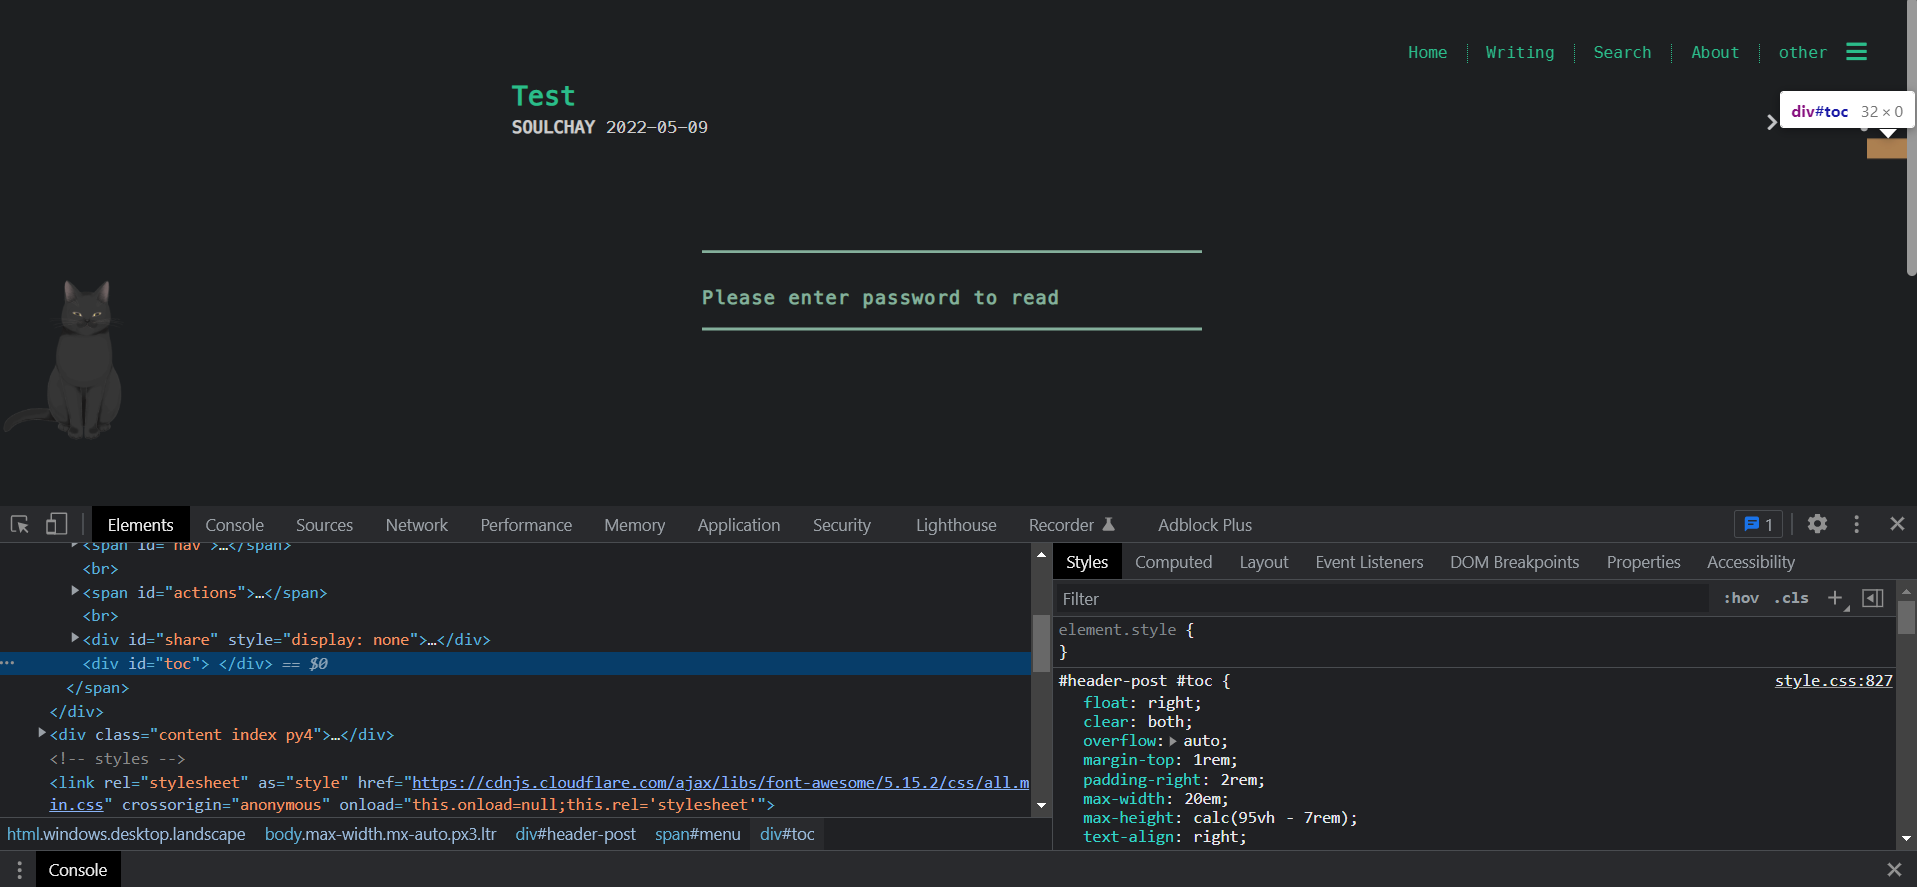 Home Writing Search About other
Test
SOULCHAY 2022-05-09
div#toc 32 × 0
Please enter password to read
Elements Console Sources Network Performance Memory Application Security Lighthouse Recorder Adblock Plus 1
<span id="nav">…</span>
<br>
<span id="actions">…</span>
<br>
<div id="share" style="display: none">…</div>
<div id="toc"> </div> == $0
</span>
</div>
<div class="content index py4">…</div>
<!-- styles -->
<link rel="stylesheet" as="style" href="https://cdnjs.cloudflare.com/ajax/libs/font-awesome/5.15.2/css/all.m
in.css" crossorigin="anonymous" onload="this.onload=null;this.rel='stylesheet'">
html.windows.desktop.landscape body.max-width.mx-auto.px3.ltr div#header-post span#menu div#toc
Styles Computed Layout Event Listeners DOM Breakpoints Properties Accessibility
Filter :hov .cls +
element.style {
}
#header-post #toc { style.css:827
float: right;
clear: both;
overflow: auto;
margin-top: 1rem;
padding-right: 2rem;
max-width: 20em;
max-height: calc(95vh - 7rem);
text-align: right;
Console